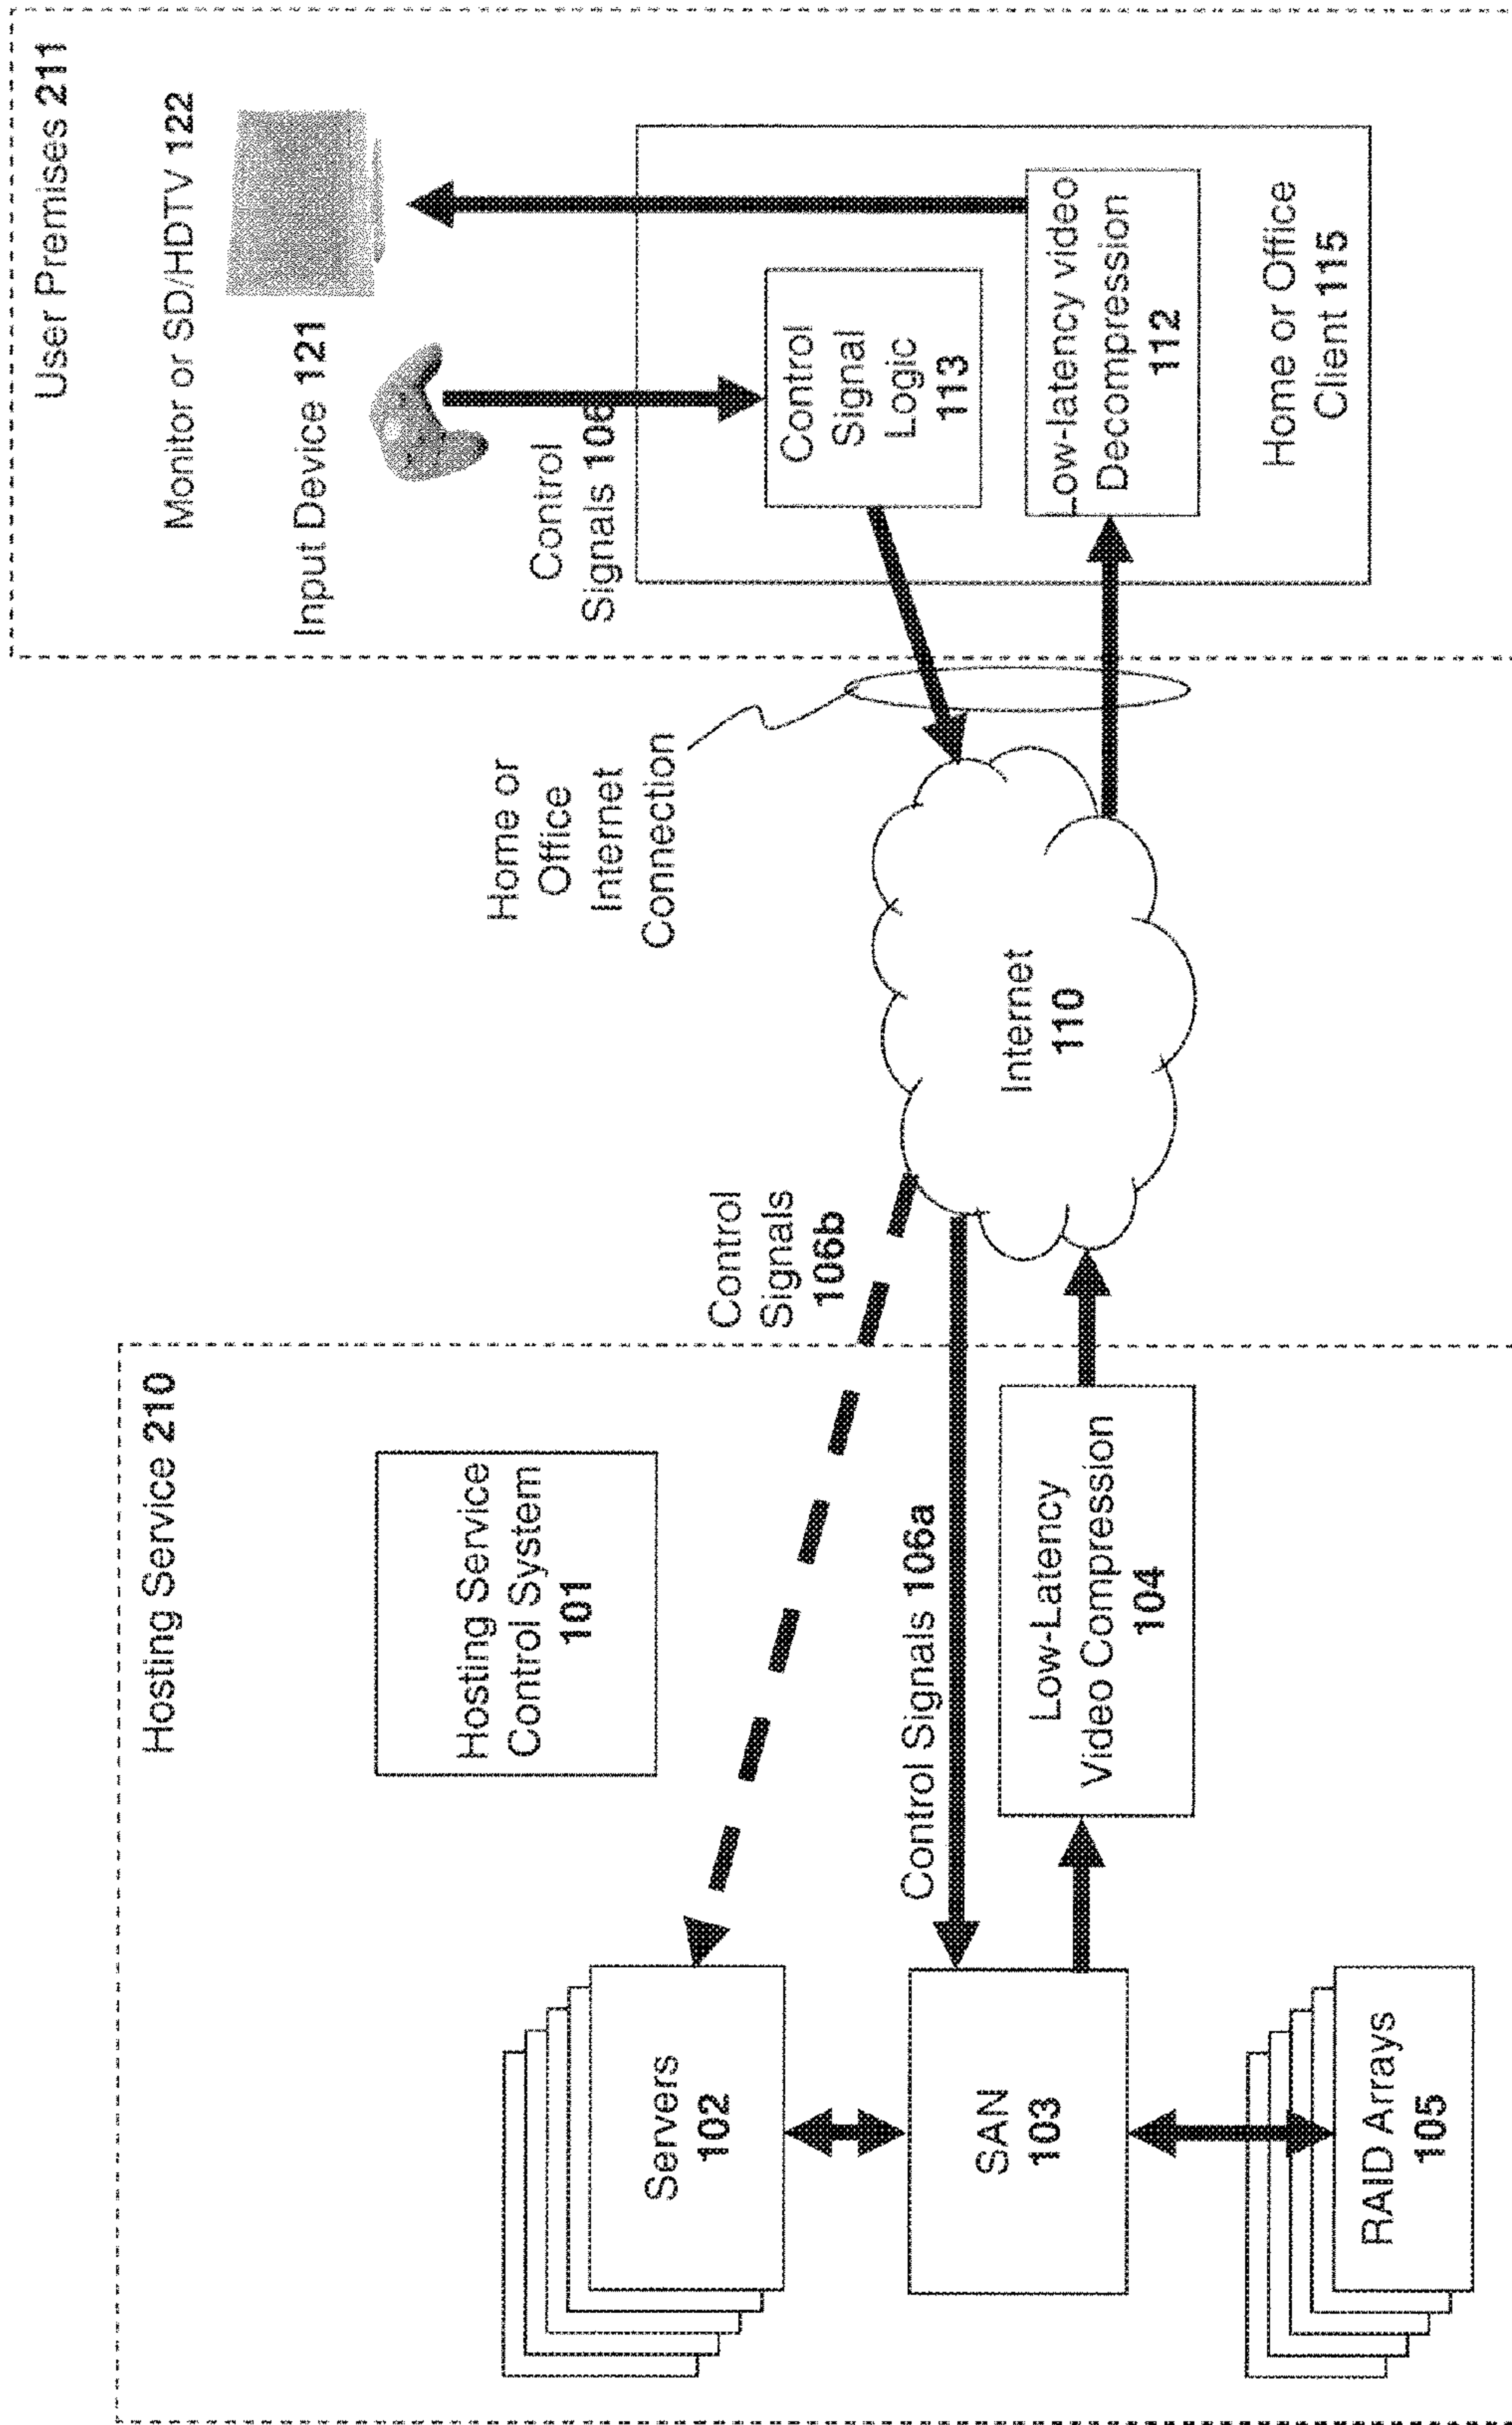 Hosting Service 210
Hosting Service
Control System
101
Servers
102
SAN
103
RAID Arrays
105
Control Signals 106a
Low-Latency
Video Compression
104
Control
Signals
106b
Internet
110
Home or
Office
Internet
Connection
User Premises 211
Monitor or SD/HDTV 122
Input Device 121
Control
Signals 106
Control
Signal
Logic
113
Low-latency video
Decompression
112
Home or Office
Client 115